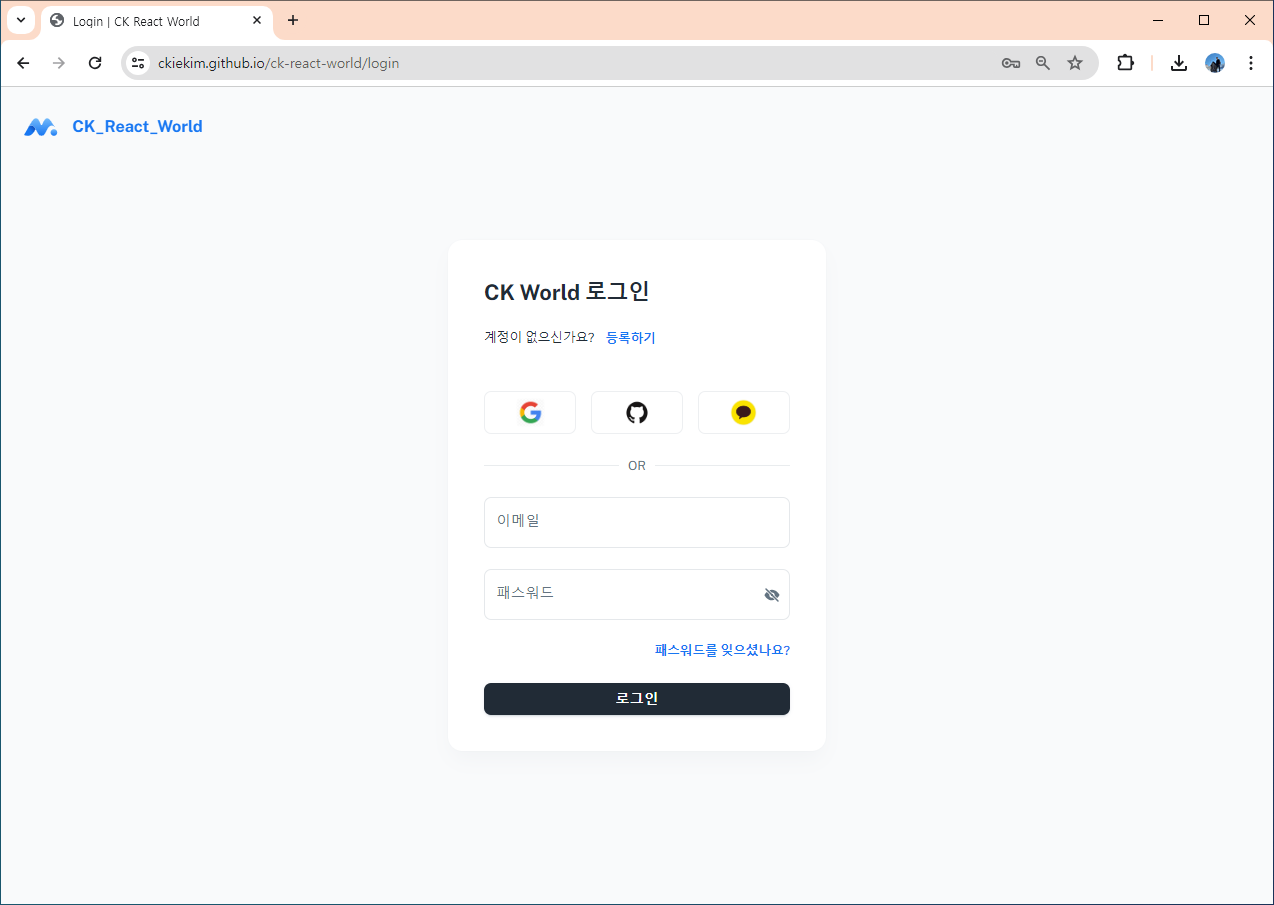 Login | CK React World
ckiekim.github.io/ck-react-world/login
CK_React_World
CK World 로그인
계정이 없으신가요? 등록하기
OR
이메일
패스워드
패스워드를 잊으셨나요?
로그인